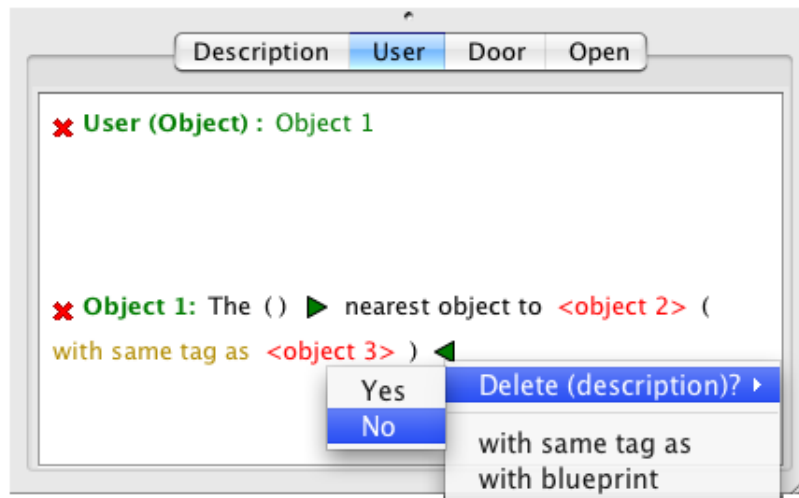 Description User Door Open
User (Object) : Object 1
Object 1: The () nearest object to <object 2> (
with same tag as <object 3> )
Yes Delete (description)?
No
with same tag as
with blueprint